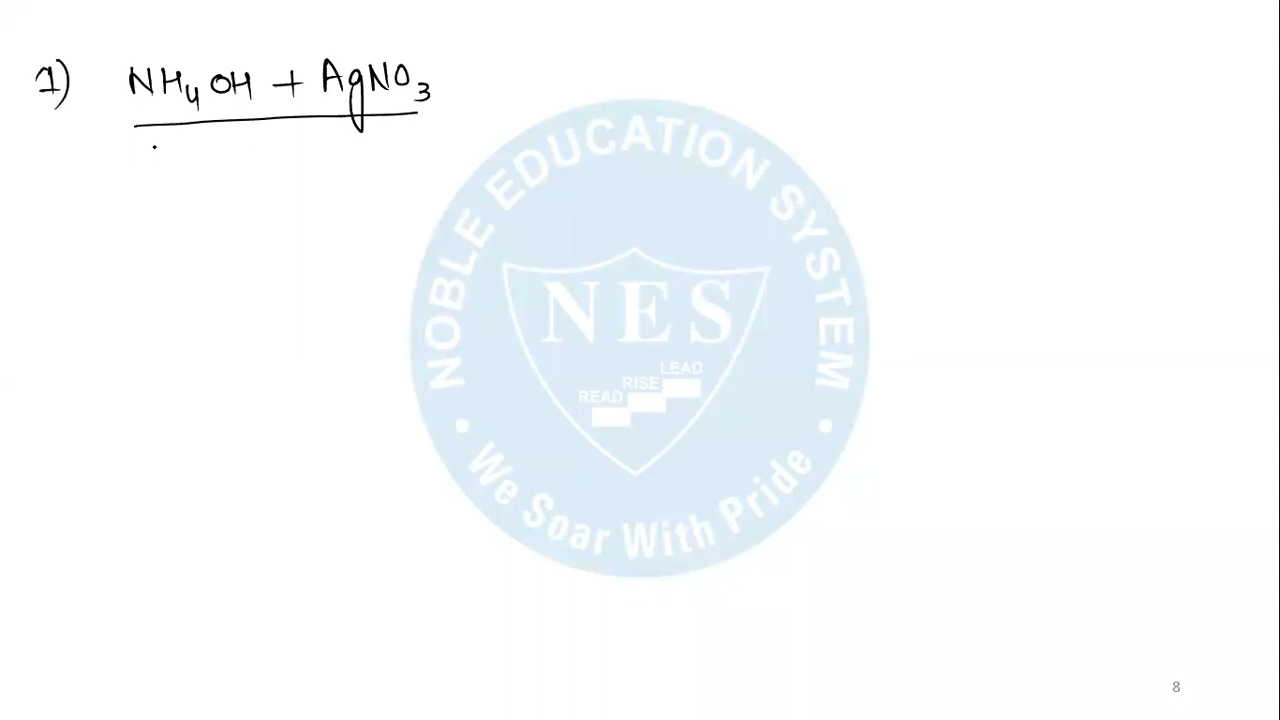 1) NH₄OH + AgNO₃
NOBLE EDUCATION SYSTEM
NES
LEAD
RISE
READ
• We Soar With Pride •
8